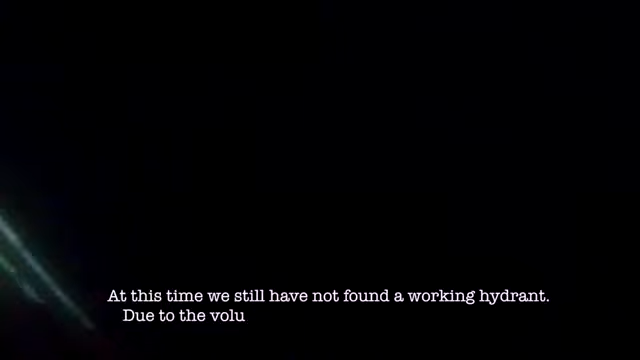 At this time we still have not found a working hydrant.
Due to the volu